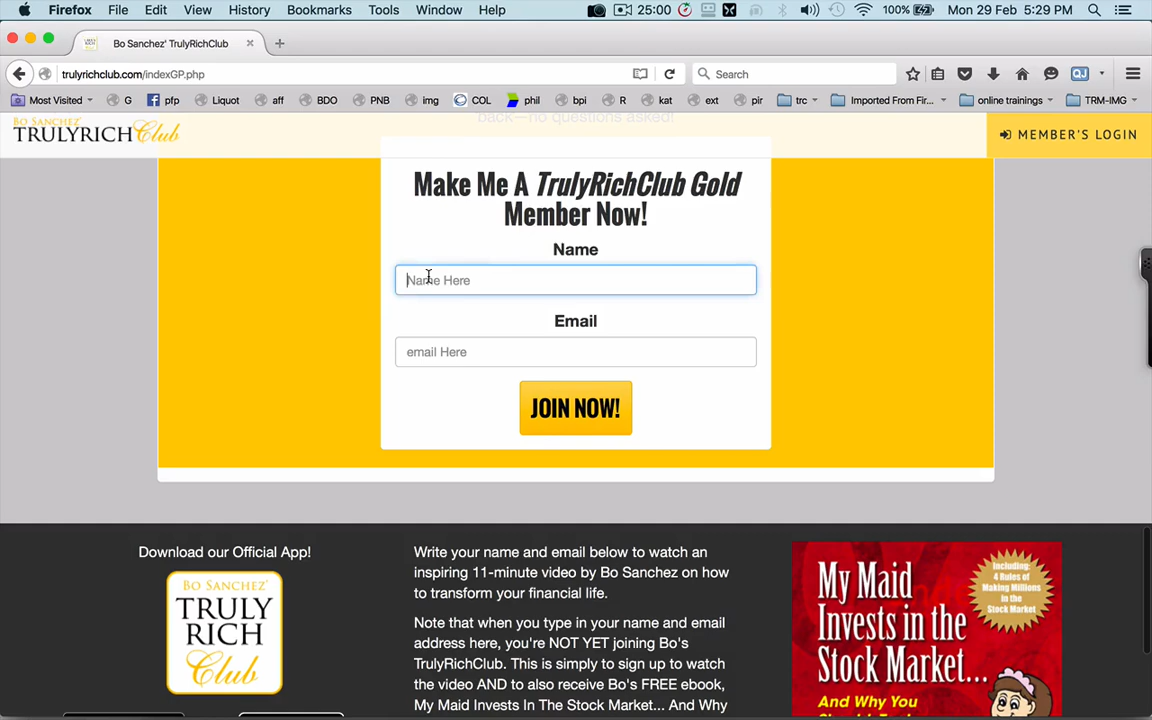 Firefox File Edit View History Bookmarks Tools Window Help 25:00 100% Mon 29 Feb 5:29 PM
Bo Sanchez' TrulyRichClub
trulyrichclub.com/indexGP.php Search
Most Visited G pfp Liquot aff BDO PNB img COL phil bpi R kat ext pir trc Imported From Fir... online trainings TRM-IMG
back—no questions asked!
BO SANCHEZ'
TRULYRICH Club
MEMBER'S LOGIN
Make Me A TrulyRichClub Gold
Member Now!
Name
Name Here
Email
email Here
JOIN NOW!
Download our Official App!
BO SANCHEZ'
TRULY
RICH
Club
Write your name and email below to watch an
inspiring 11-minute video by Bo Sanchez on how
to transform your financial life.
Note that when you type in your name and email
address here, you're NOT YET joining Bo's
TrulyRichClub. This is simply to sign up to watch
the video AND to also receive Bo's FREE ebook,
My Maid Invests In The Stock Market... And Why
Including:
4 Rules of
Making Millions
in the
Stock Market
My Maid
Invests in the
Stock Market...
And Why You